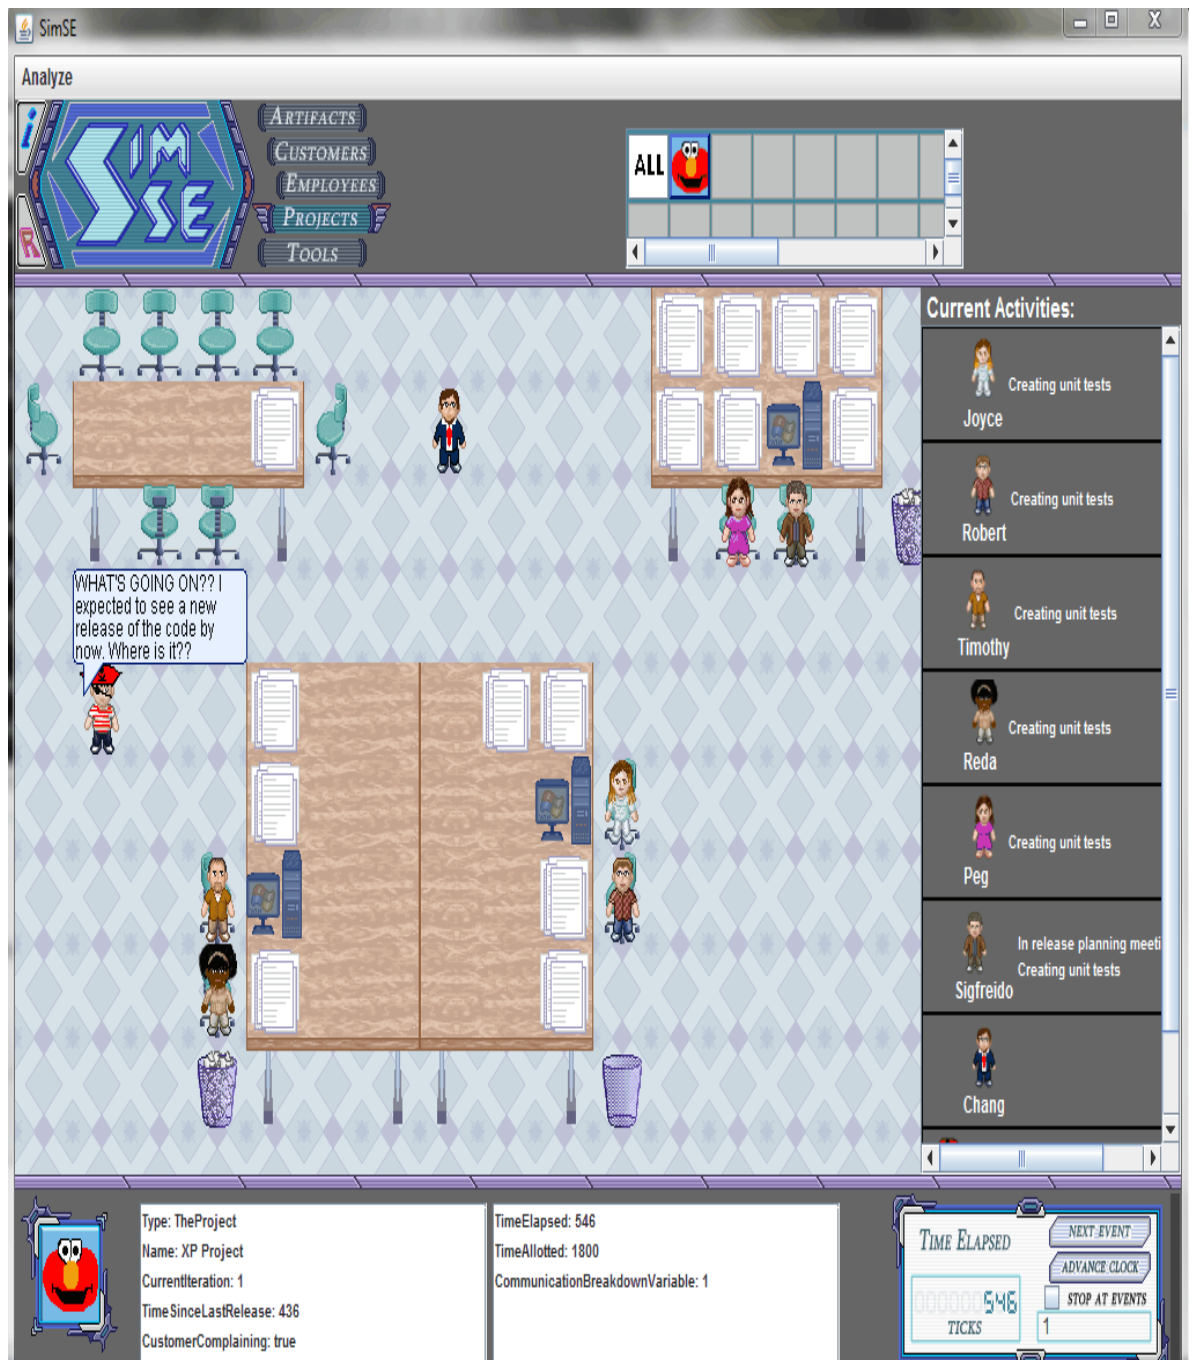 SimSE
Analyze
i
R
SIM
SE
ARTIFACTS
CUSTOMERS
EMPLOYEES
PROJECTS
TOOLS
ALL
Current Activities:
Creating unit tests
Joyce
Creating unit tests
Robert
Creating unit tests
Timothy
Creating unit tests
Reda
Creating unit tests
Peg
In release planning meeti
Creating unit tests
Sigfreido
Chang
WHAT'S GOING ON?? I
expected to see a new
release of the code by
now. Where is it??
Type: TheProject
Name: XP Project
CurrentIteration: 1
TimeSinceLastRelease: 436
CustomerComplaining: true
TimeElapsed: 546
TimeAllotted: 1800
CommunicationBreakdownVariable: 1
TIME ELAPSED
000000546
TICKS
NEXT EVENT
ADVANCE CLOCK
STOP AT EVENTS
1